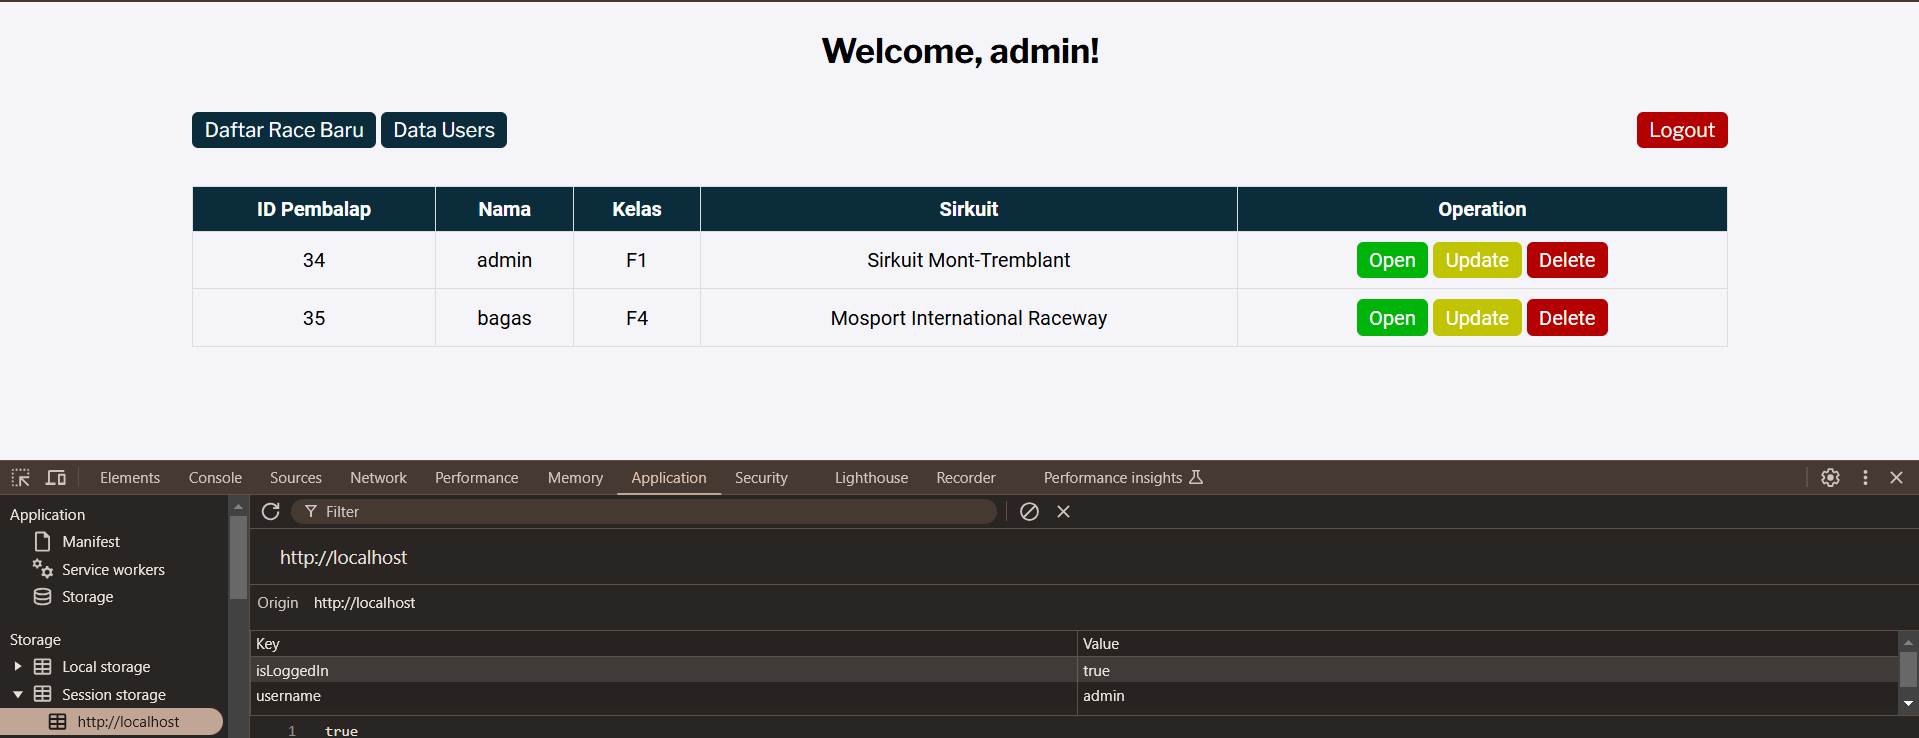 Welcome, admin!
Daftar Race Baru Data Users Logout
ID Pembalap Nama Kelas Sirkuit Operation
34 admin F1 Sirkuit Mont-Tremblant Open Update Delete
35 bagas F4 Mosport International Raceway Open Update Delete
Elements Console Sources Network Performance Memory Application Security Lighthouse Recorder Performance insights
Application
Manifest
Service workers
Storage
Storage
Local storage
Session storage
http://localhost
Filter
http://localhost
Origin http://localhost
Key Value
isLoggedIn true
username admin
1 true